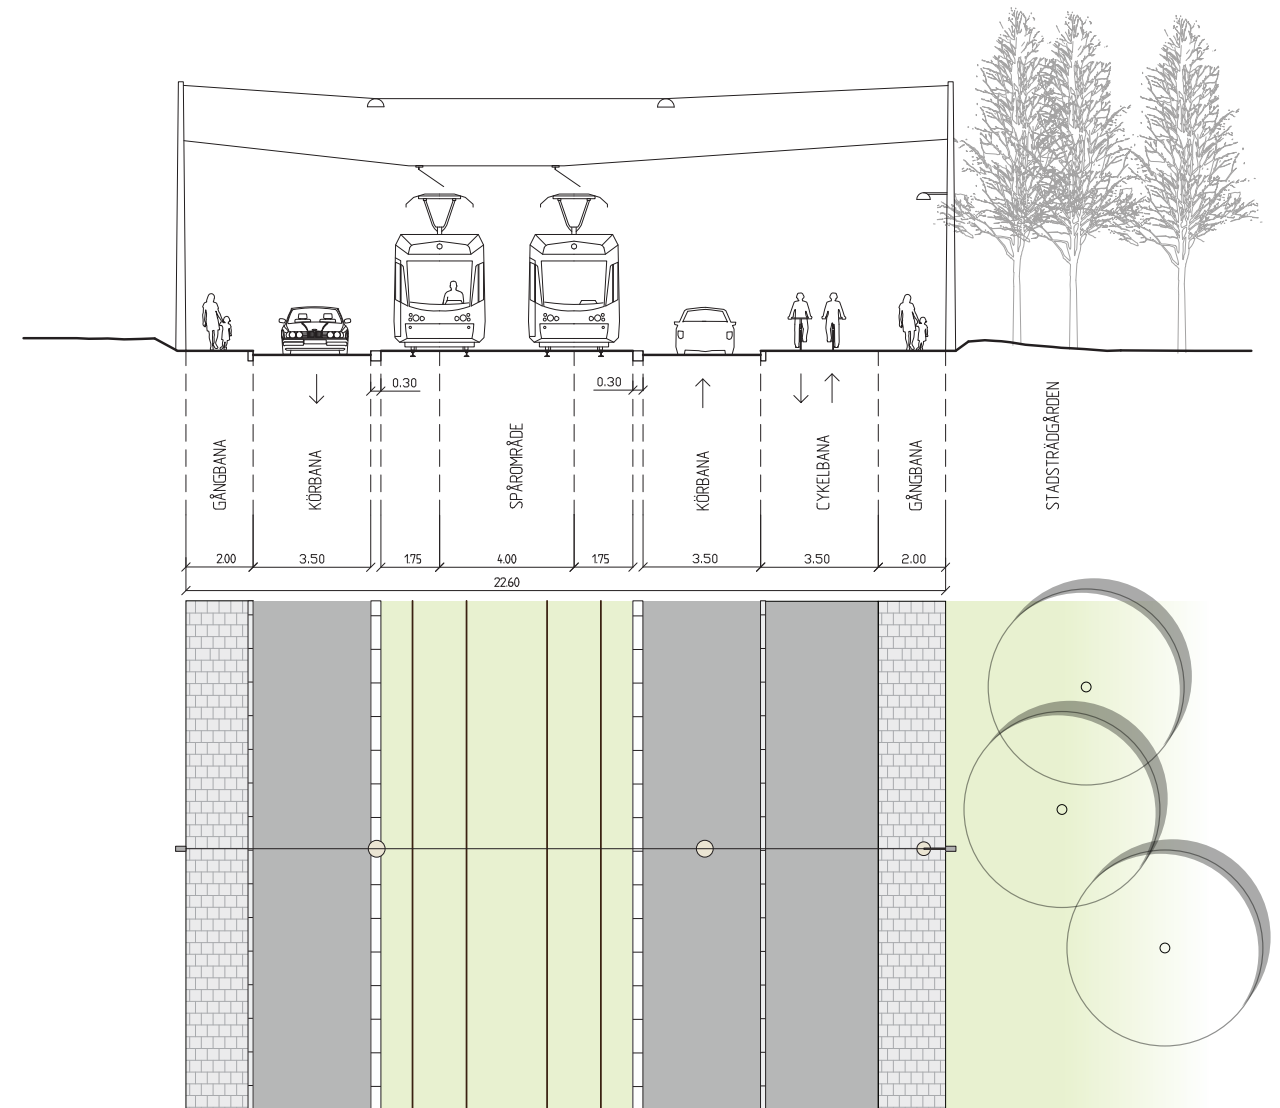 0.30
0.30
GÅNGBANA
KÖRBANA
SPÅROMRÅDE
KÖRBANA
CYKELBANA
GÅNGBANA
STADSTRÄDGÅRDEN
2.00 3.50 1.75 4.00 1.75 3.50 3.50 2.00
22.60